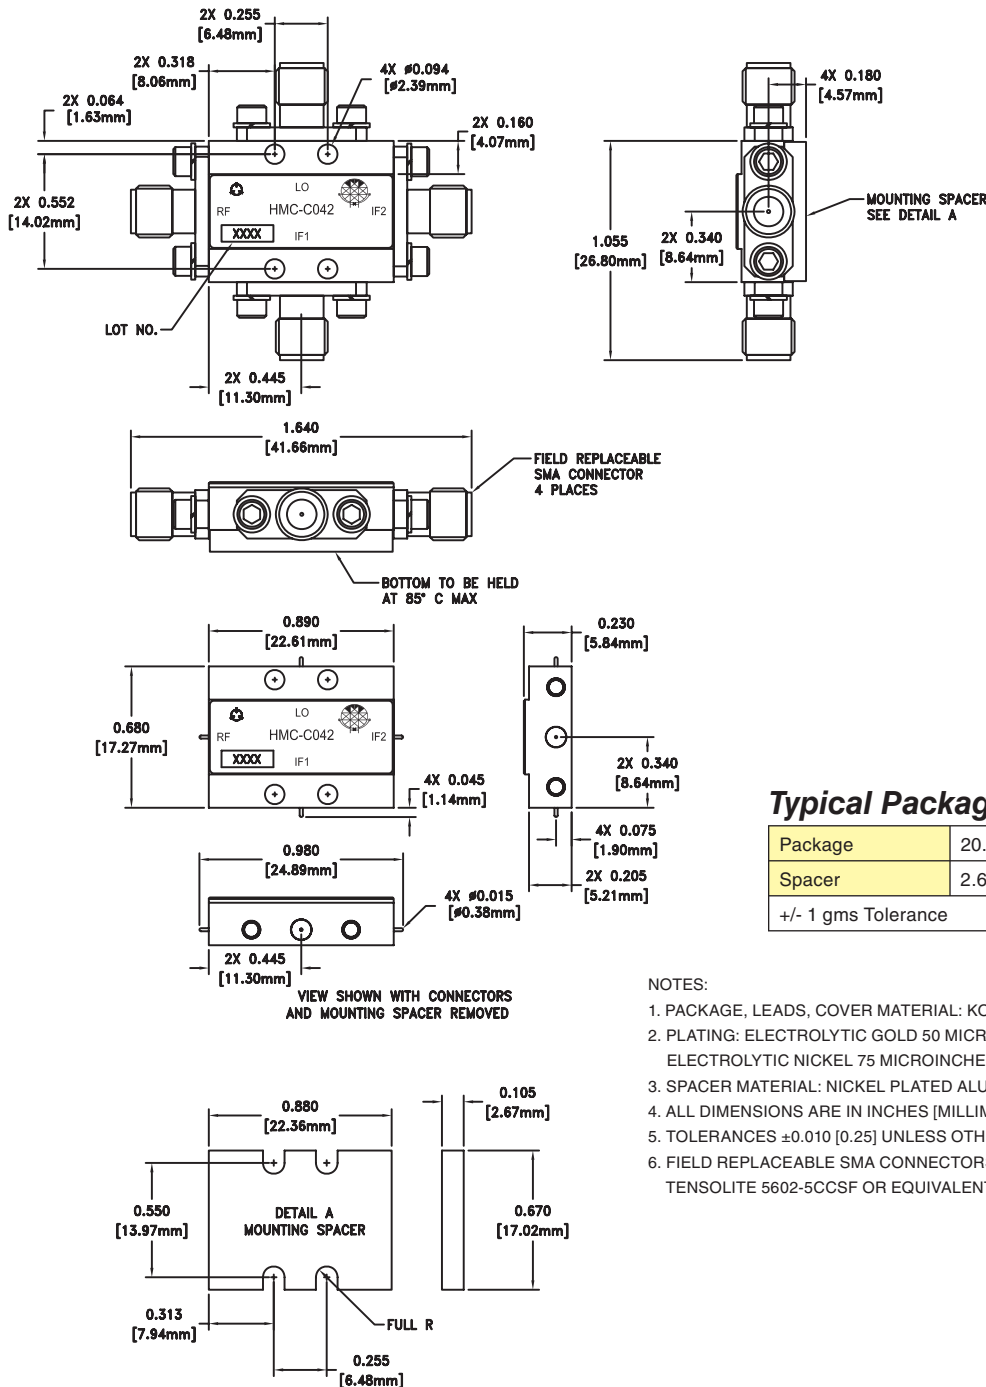 2X 0.255
[6.48mm]
2X 0.318
[8.06mm]
4X ø0.094
[ø2.39mm]
2X 0.064
[1.63mm]
2X 0.160
[4.07mm]
2X 0.552
[14.02mm]
LO
RF
HMC-C042
IF2
XXXX
IF1
LOT NO.
2X 0.445
[11.30mm]
4X 0.180
[4.57mm]
MOUNTING SPACER
SEE DETAIL A
1.055
[26.80mm]
2X 0.340
[8.64mm]
1.640
[41.66mm]
FIELD REPLACEABLE
SMA CONNECTOR
4 PLACES
BOTTOM TO BE HELD
AT 85° C MAX
0.890
[22.61mm]
0.680
[17.27mm]
LO
RF
HMC-C042
IF2
XXXX
IF1
4X 0.045
[1.14mm]
0.230
[5.84mm]
2X 0.340
[8.64mm]
4X 0.075
[1.90mm]
2X 0.205
[5.21mm]
0.980
[24.89mm]
4X ø0.015
[ø0.38mm]
2X 0.445
[11.30mm]
VIEW SHOWN WITH CONNECTORS
AND MOUNTING SPACER REMOVED
Typical Packag
Package 20.
Spacer 2.6
+/- 1 gms Tolerance
NOTES:
1. PACKAGE, LEADS, COVER MATERIAL: KO
2. PLATING: ELECTROLYTIC GOLD 50 MICR
ELECTROLYTIC NICKEL 75 MICROINCHE
3. SPACER MATERIAL: NICKEL PLATED ALU
4. ALL DIMENSIONS ARE IN INCHES [MILLIM
5. TOLERANCES ±0.010 [0.25] UNLESS OTH
6. FIELD REPLACEABLE SMA CONNECTOR
TENSOLITE 5602-5CCSF OR EQUIVALENT
0.880
[22.36mm]
0.105
[2.67mm]
0.550
[13.97mm]
DETAIL A
MOUNTING SPACER
0.670
[17.02mm]
0.313
[7.94mm]
FULL R
0.255
[6.48mm]